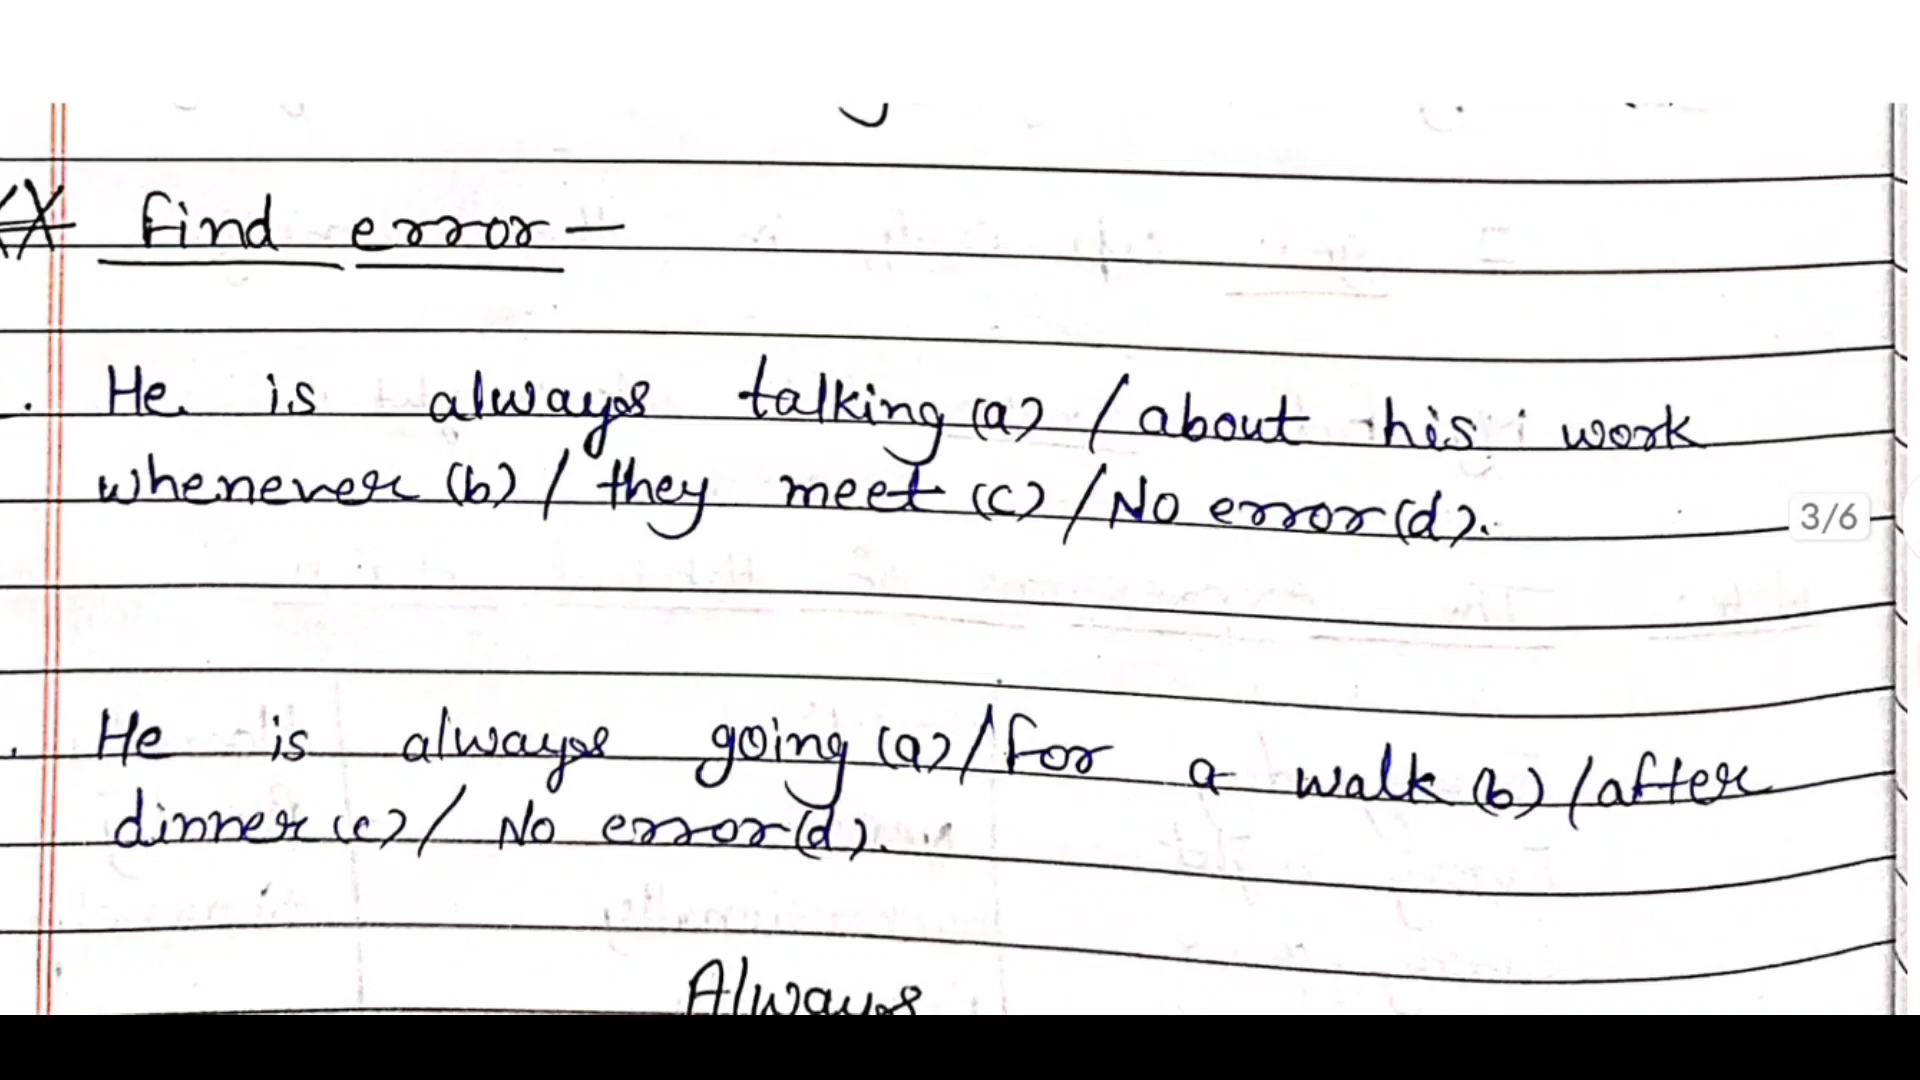 Find error -
He is always talking (a) / about his work
whenever (b) / they meet (c) / No error (d).
3/6
He is always going (a) / for a walk (b) / after
dinner (c) / No error (d).
Always